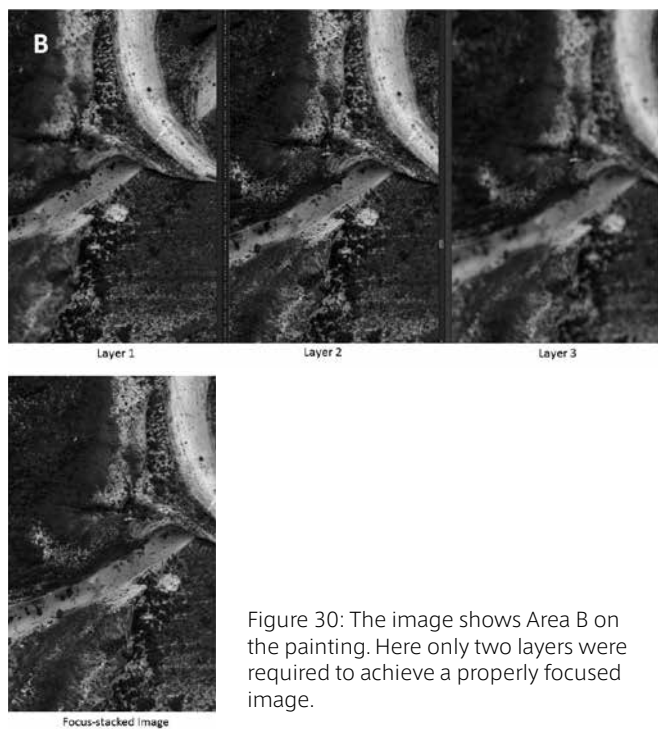 B
Layer 1
Layer 2
Layer 3
Focus-stacked Image
Figure 30: The image shows Area B on
the painting. Here only two layers were
required to achieve a properly focused
image.